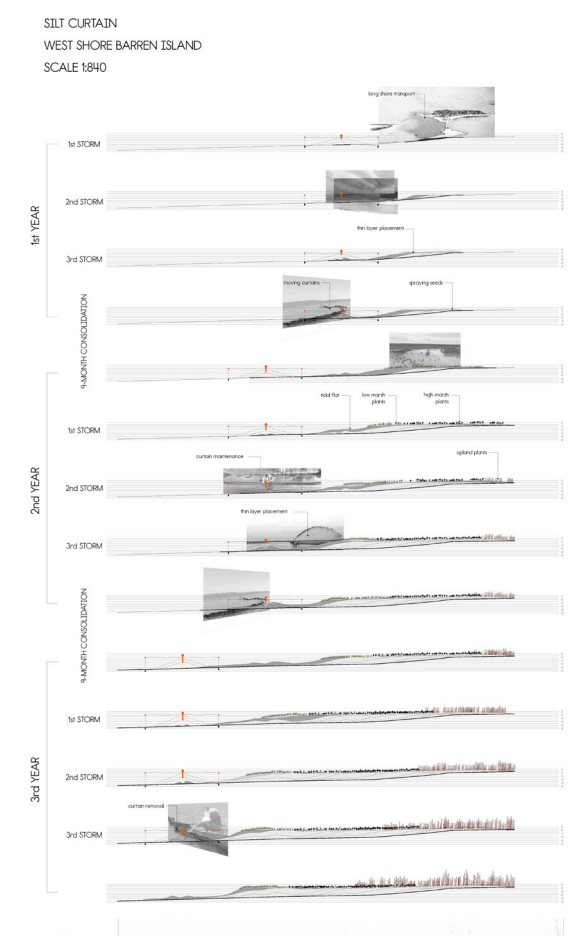 SILT CURTAIN
WEST SHORE BARREN ISLAND
SCALE 1:840
long shore transport
1st STORM
2nd STORM
thin layer placement
3rd STORM
1st YEAR
moving curtains
spraying seeds
9-MONTH CONSOLIDATION
tidal flat
low marsh
plants
high marsh
plants
1st STORM
upland plants
curtain maintenance
2nd STORM
2nd YEAR
thin layer placement
3rd STORM
9-MONTH CONSOLIDATION
1st STORM
2nd STORM
3rd YEAR
curtain removal
3rd STORM